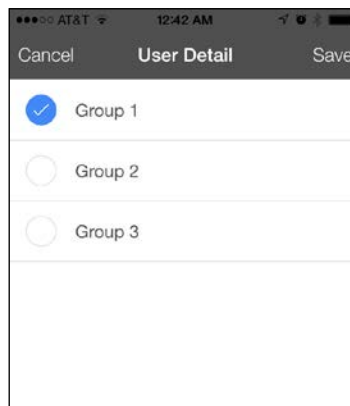 AT&T 12:42 AM
Cancel User Detail Save
Group 1
Group 2
Group 3